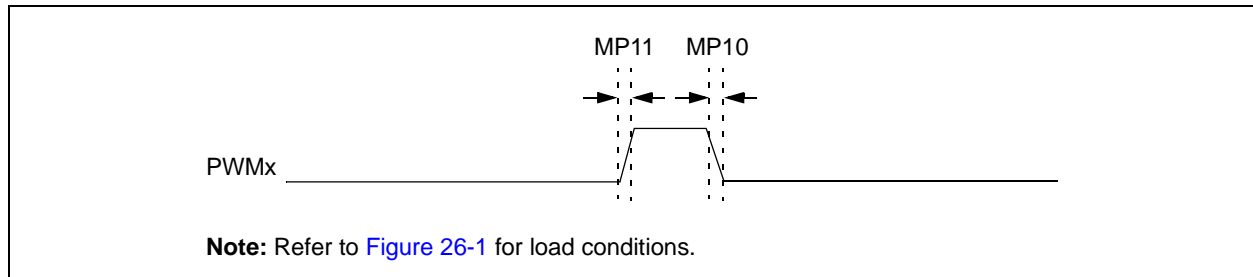 MP11 MP10
PWMx
Note: Refer to Figure 26-1 for load conditions.